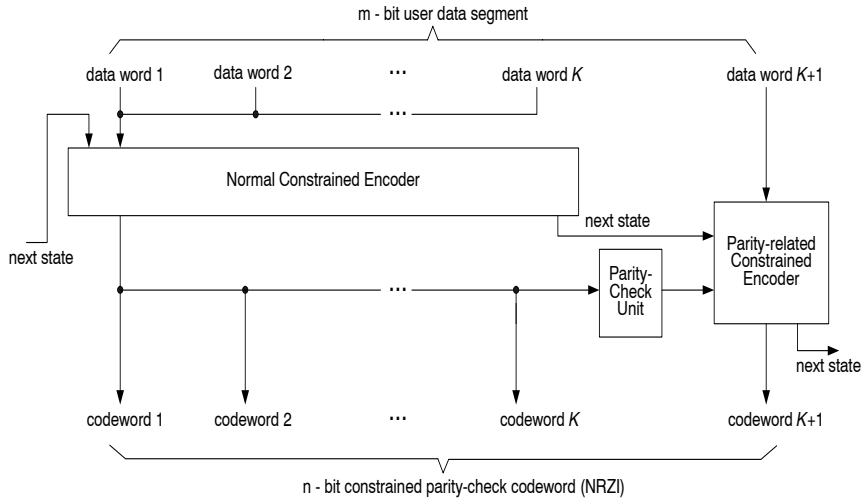 m - bit user data segment
data word 1 data word 2 ... data word K data word K+1
...
Normal Constrained Encoder
next state
next state
Parity-related
Constrained
Encoder
Parity-
Check
Unit
...
next state
codeword 1 codeword 2 ... codeword K codeword K+1
n - bit constrained parity-check codeword (NRZI)